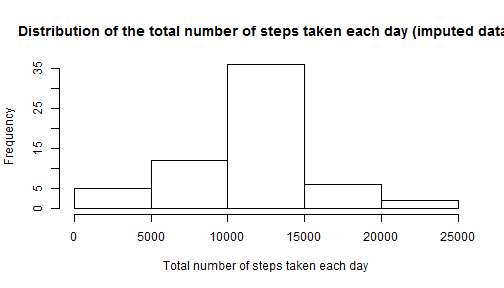 Distribution of the total number of steps taken each day (imputed data
Frequency
35
25
15
5
0
0 5000 10000 15000 20000 25000
Total number of steps taken each day